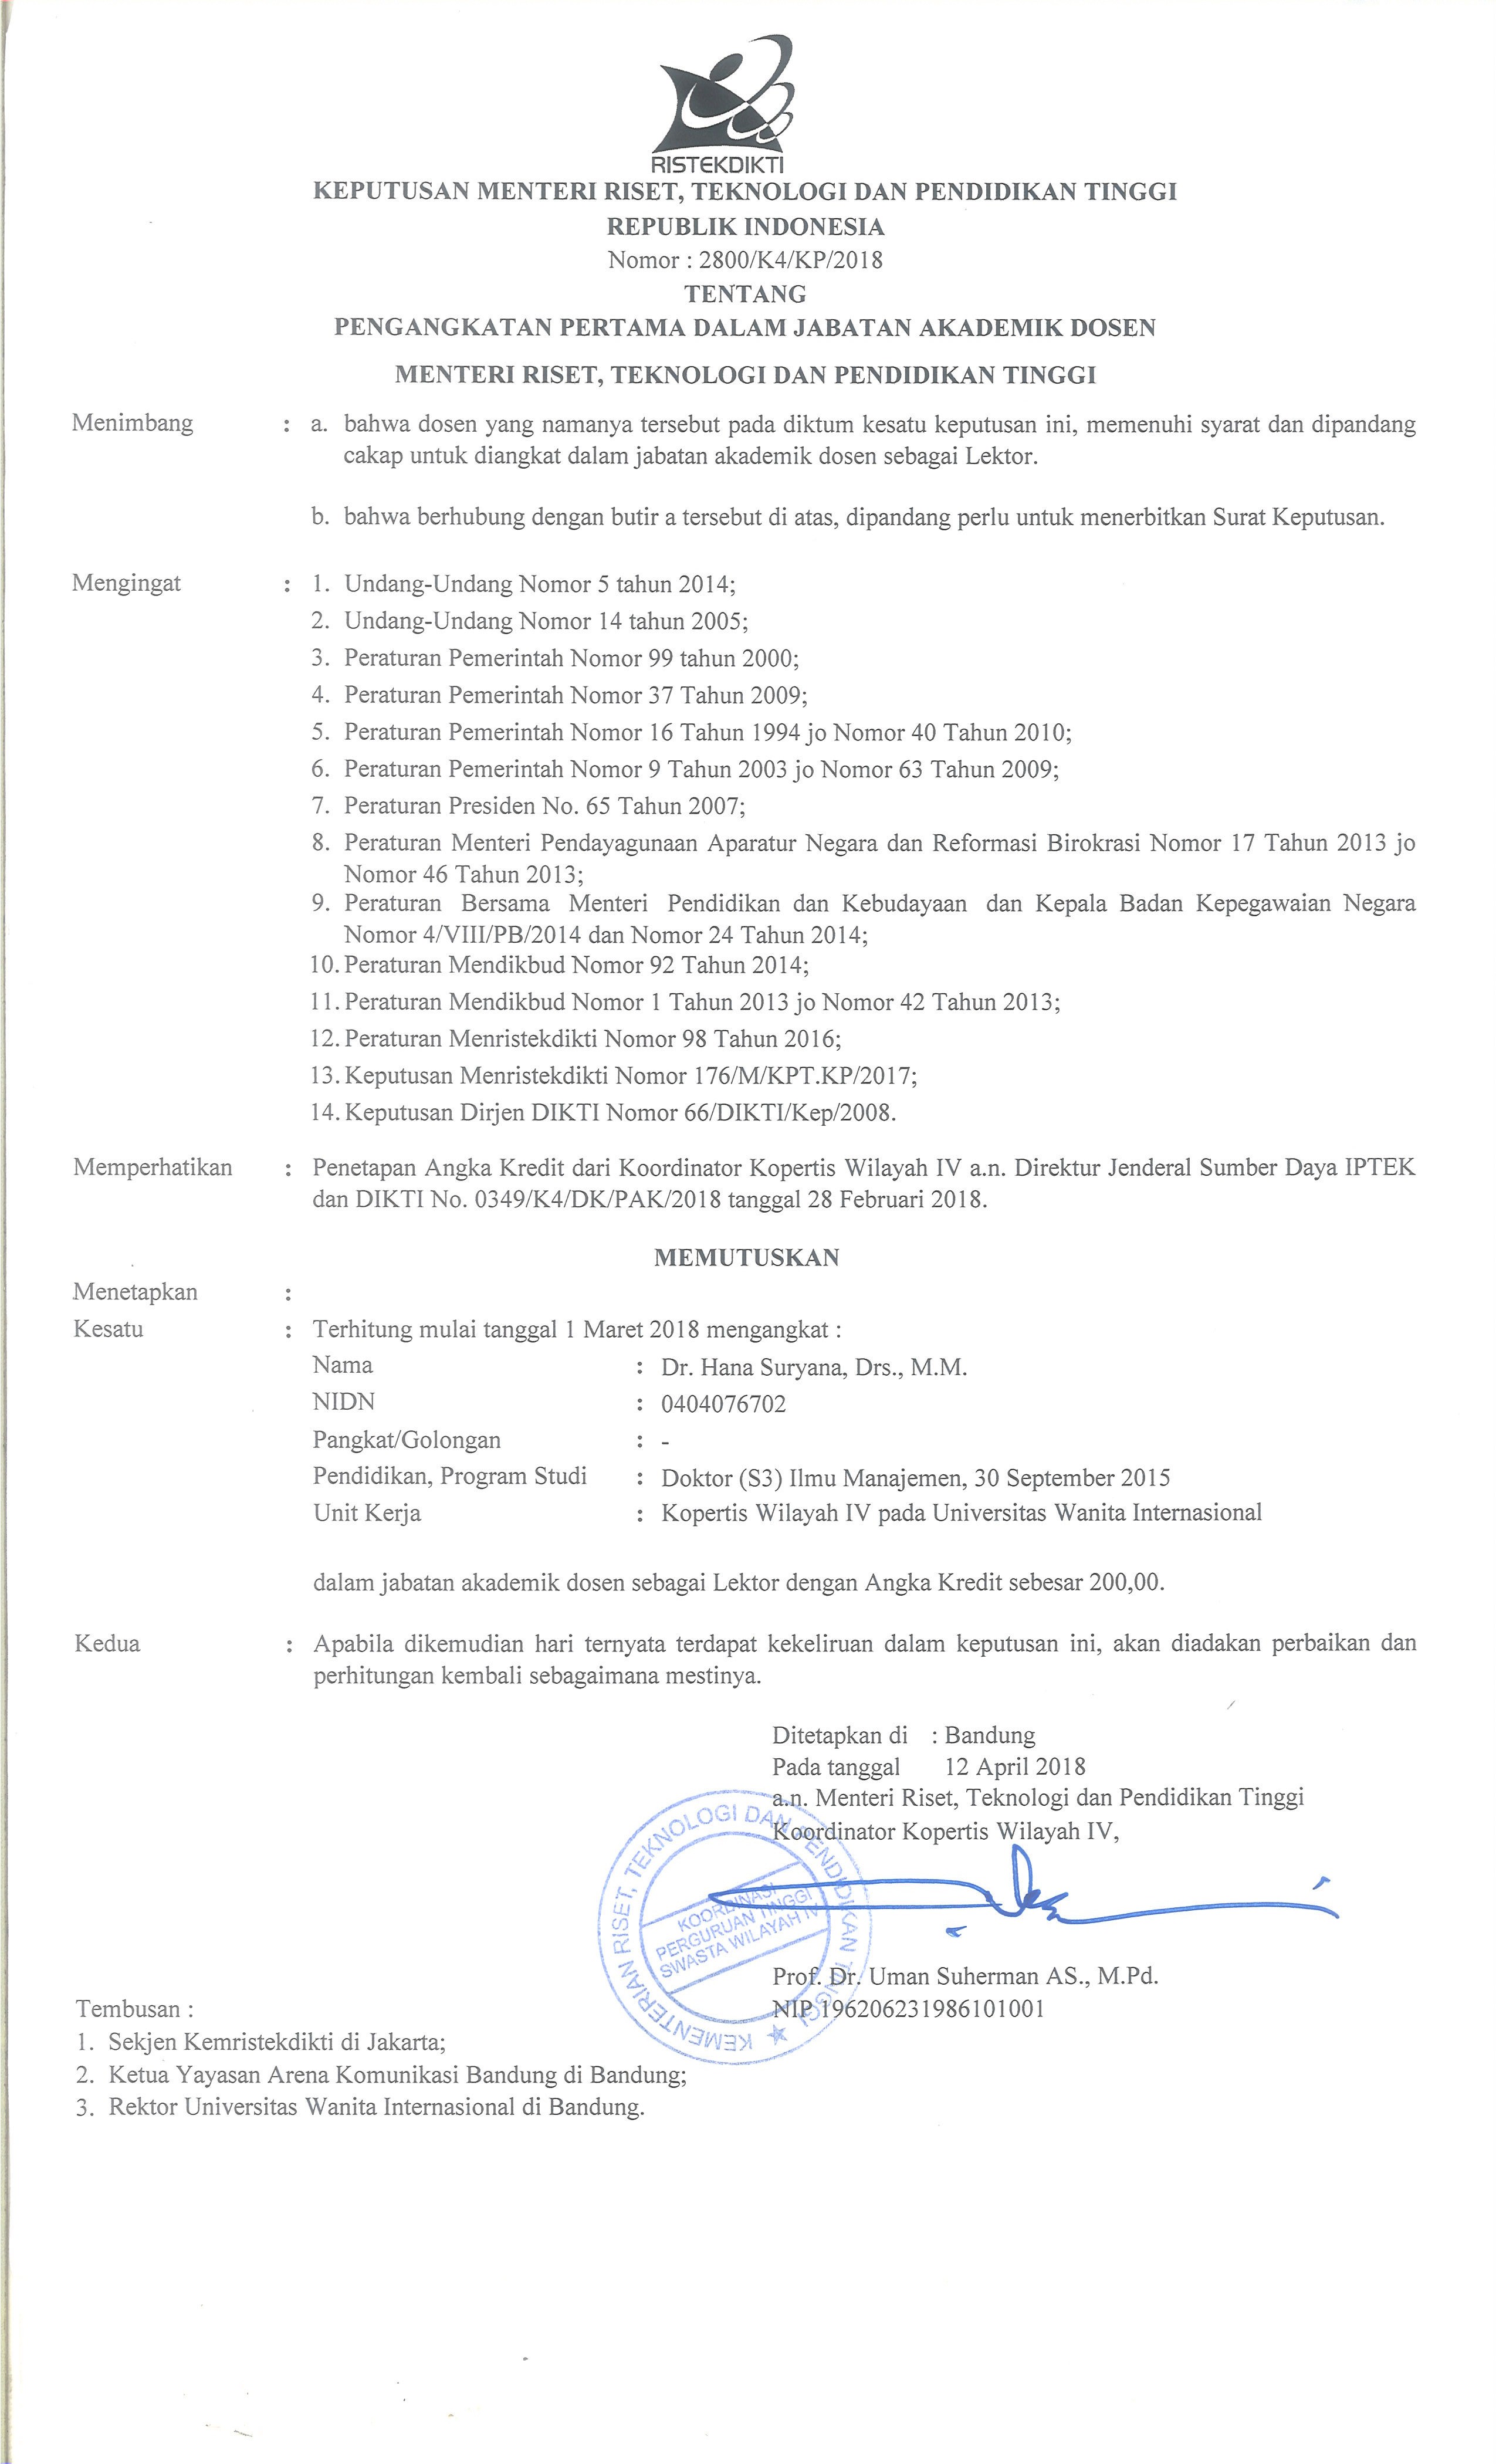 RISTEKDIKTI
KEPUTUSAN MENTERI RISET, TEKNOLOGI DAN PENDIDIKAN TINGGI
REPUBLIK INDONESIA
Nomor : 2800/K4/KP/2018
TENTANG
PENGANGKATAN PERTAMA DALAM JABATAN AKADEMIK DOSEN
MENTERI RISET, TEKNOLOGI DAN PENDIDIKAN TINGGI
Menimbang : a. bahwa dosen yang namanya tersebut pada diktum kesatu keputusan ini, memenuhi syarat dan dipandang
cakap untuk diangkat dalam jabatan akademik dosen sebagai Lektor.
b. bahwa berhubung dengan butir a tersebut di atas, dipandang perlu untuk menerbitkan Surat Keputusan.
Mengingat : 1. Undang-Undang Nomor 5 tahun 2014;
2. Undang-Undang Nomor 14 tahun 2005;
3. Peraturan Pemerintah Nomor 99 tahun 2000;
4. Peraturan Pemerintah Nomor 37 Tahun 2009;
5. Peraturan Pemerintah Nomor 16 Tahun 1994 jo Nomor 40 Tahun 2010;
6. Peraturan Pemerintah Nomor 9 Tahun 2003 jo Nomor 63 Tahun 2009;
7. Peraturan Presiden No. 65 Tahun 2007;
8. Peraturan Menteri Pendayagunaan Aparatur Negara dan Reformasi Birokrasi Nomor 17 Tahun 2013 jo
Nomor 46 Tahun 2013;
9. Peraturan Bersama Menteri Pendidikan dan Kebudayaan dan Kepala Badan Kepegawaian Negara
Nomor 4/VIII/PB/2014 dan Nomor 24 Tahun 2014;
10. Peraturan Mendikbud Nomor 92 Tahun 2014;
11. Peraturan Mendikbud Nomor 1 Tahun 2013 jo Nomor 42 Tahun 2013;
12. Peraturan Menristekdikti Nomor 98 Tahun 2016;
13. Keputusan Menristekdikti Nomor 176/M/KPT.KP/2017;
14. Keputusan Dirjen DIKTI Nomor 66/DIKTI/Kep/2008.
Memperhatikan : Penetapan Angka Kredit dari Koordinator Kopertis Wilayah IV a.n. Direktur Jenderal Sumber Daya IPTEK
dan DIKTI No. 0349/K4/DK/PAK/2018 tanggal 28 Februari 2018.
MEMUTUSKAN
Menetapkan :
Kesatu : Terhitung mulai tanggal 1 Maret 2018 mengangkat :
Nama : Dr. Hana Suryana, Drs., M.M.
NIDN : 0404076702
Pangkat/Golongan : -
Pendidikan, Program Studi : Doktor (S3) Ilmu Manajemen, 30 September 2015
Unit Kerja : Kopertis Wilayah IV pada Universitas Wanita Internasional
dalam jabatan akademik dosen sebagai Lektor dengan Angka Kredit sebesar 200,00.
Kedua : Apabila dikemudian hari ternyata terdapat kekeliruan dalam keputusan ini, akan diadakan perbaikan dan
perhitungan kembali sebagaimana mestinya.
Ditetapkan di : Bandung
Pada tanggal 12 April 2018
a.n. Menteri Riset, Teknologi dan Pendidikan Tinggi
Koordinator Kopertis Wilayah IV,
KEMENTERIAN RISET, TEKNOLOGI DAN PENDIDIKAN TINGGI
KOORDINASI
PERGURUAN TINGGI
SWASTA WILAYAH IV
Prof. Dr. Uman Suherman AS., M.Pd.
NIP 196206231986101001
Tembusan :
1. Sekjen Kemristekdikti di Jakarta;
2. Ketua Yayasan Arena Komunikasi Bandung di Bandung;
3. Rektor Universitas Wanita Internasional di Bandung.